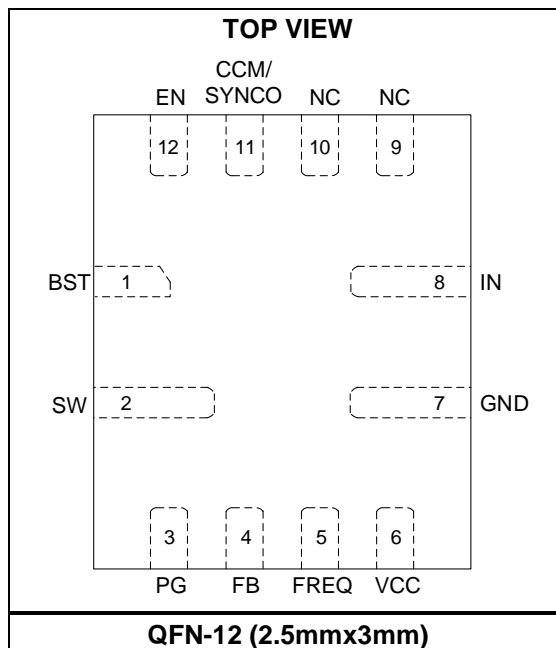 TOP VIEW
CCM/
EN SYNCO NC NC
12 11 10 9
BST 1 8 IN
SW 2 7 GND
3 4 5 6
PG FB FREQ VCC
QFN-12 (2.5mmx3mm)